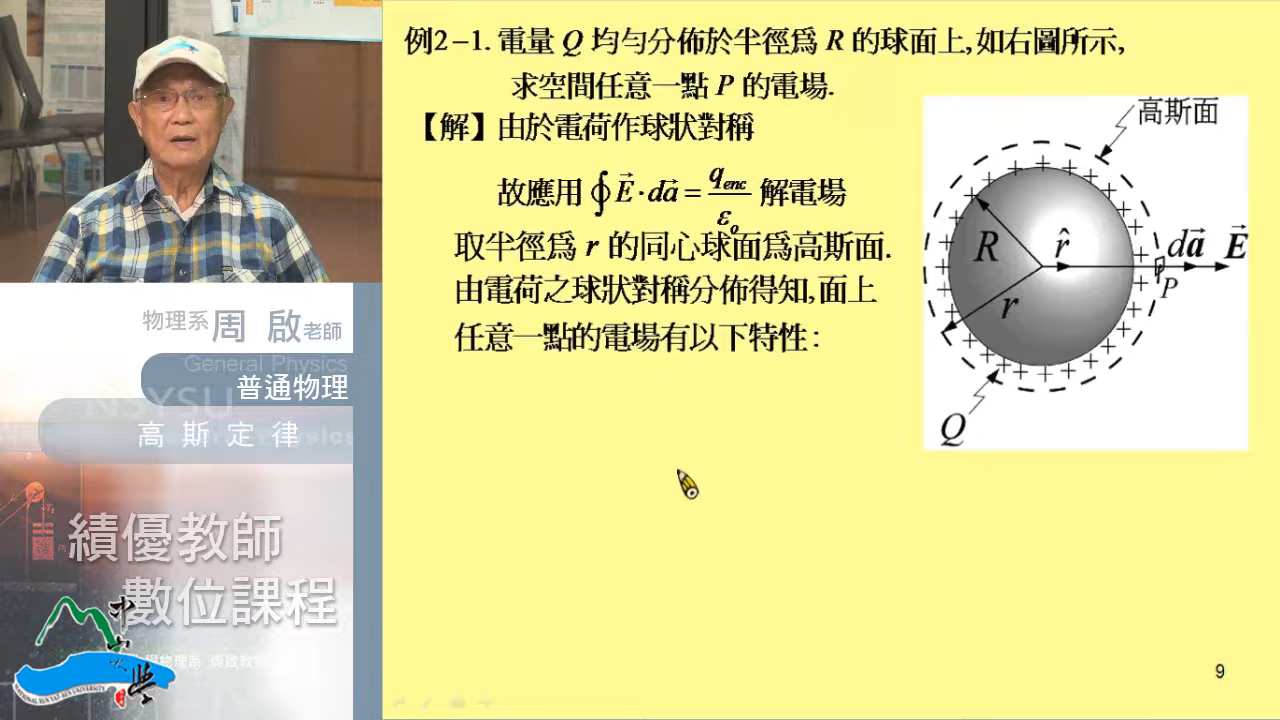 例2-1. 電量 Q 均勻分佈於半徑為 R 的球面上,如右圖所示,
求空間任意一點 P 的電場.
【解】由於電荷作球狀對稱
故應用 ∮E⃗·da⃗ = q_enc/ε_o 解電場
取半徑為 r 的同心球面為高斯面.
由電荷之球狀對稱分佈得知,面上
任意一點的電場有以下特性:
高斯面
R
r̂
da⃗
E⃗
P
r
Q
物理系 周 啟 老師
General Physics
普通物理
NSYSU
高斯定律
績優教師
數位課程
NATIONAL SUN YAT-SEN UNIVERSITY
9